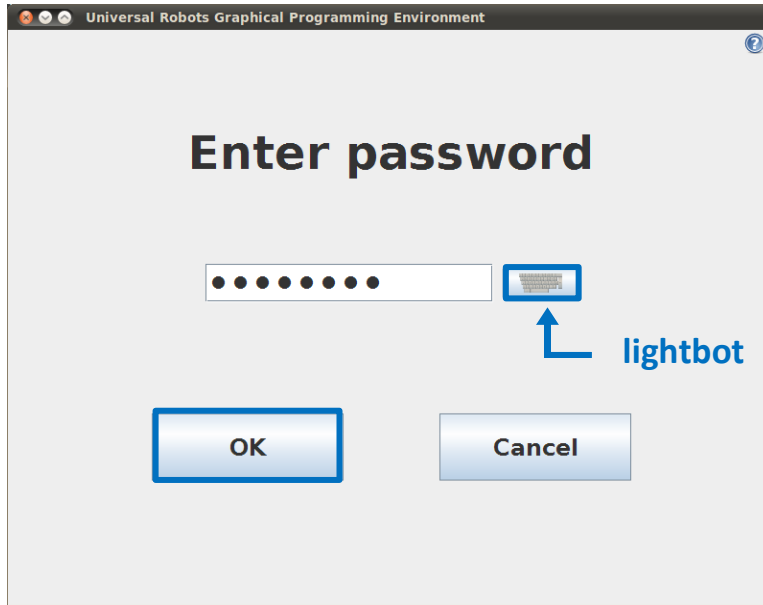 Universal Robots Graphical Programming Environment
?
Enter password
●●●●●●●●
lightbot
OK
Cancel